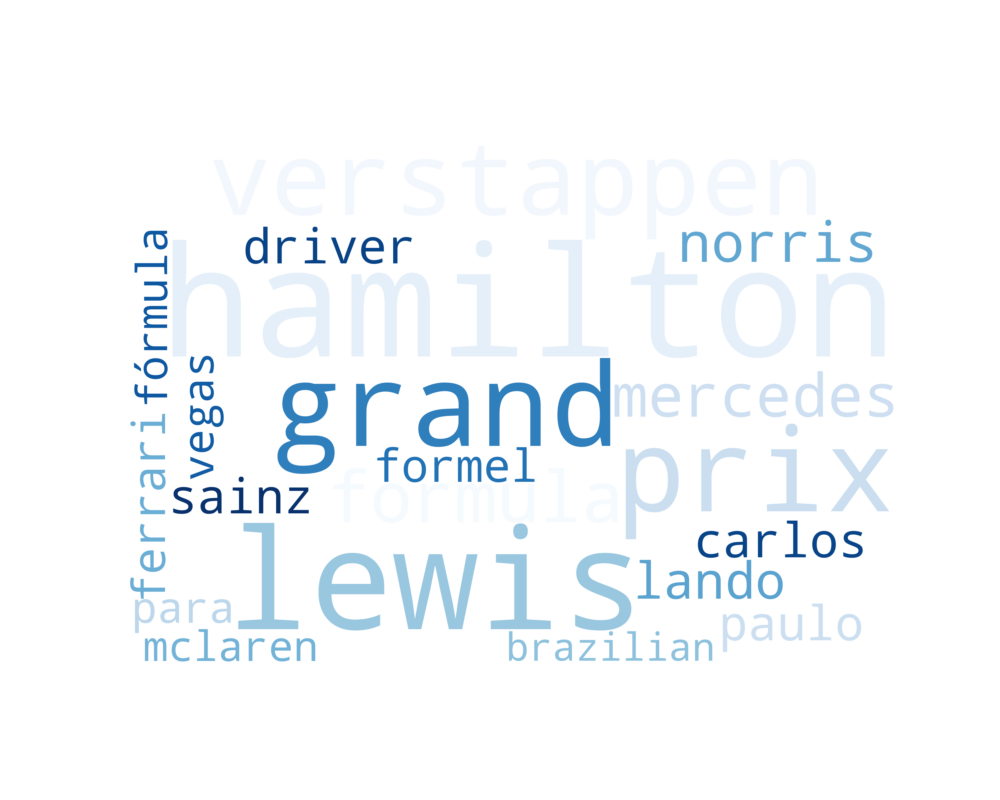 verstappen
driver
norris
fórmula
hamilton
vegas
grand
mercedes
ferrari
formel
prix
sainz
formula
carlos
lewis
lando
para
paulo
mclaren
brazilian